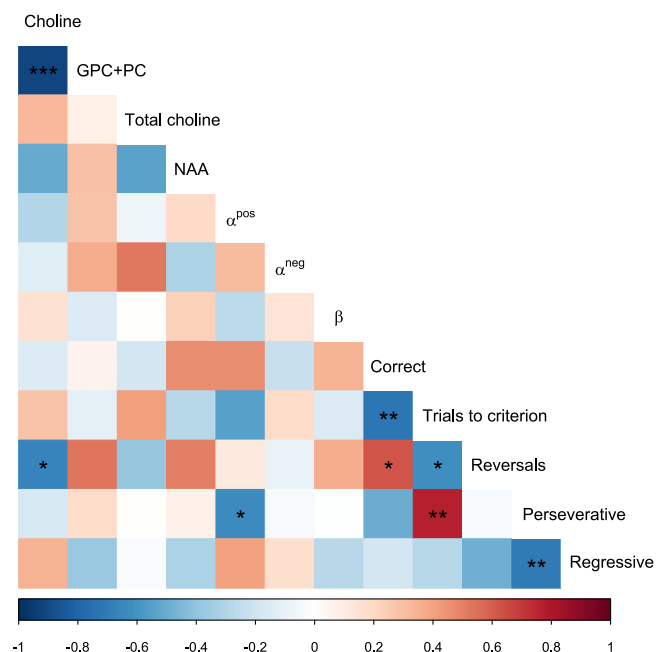 Choline
*** GPC+PC
Total choline
NAA
α^pos
α^neg
β
Correct
** Trials to criterion
* * * Reversals
* ** Perseverative
** Regressive
-1 -0.8 -0.6 -0.4 -0.2 0 0.2 0.4 0.6 0.8 1